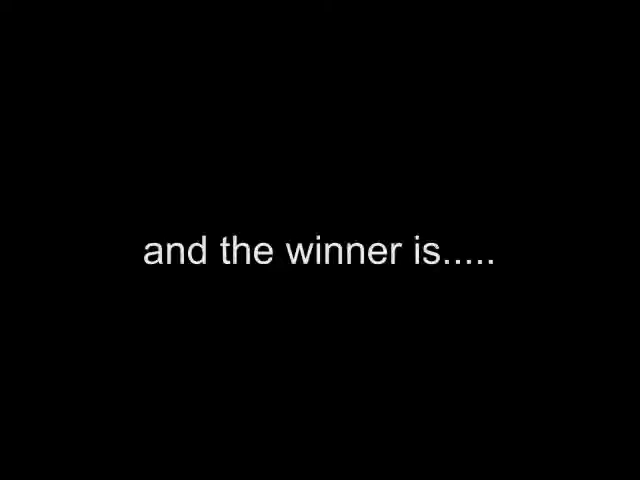 and the winner is.....